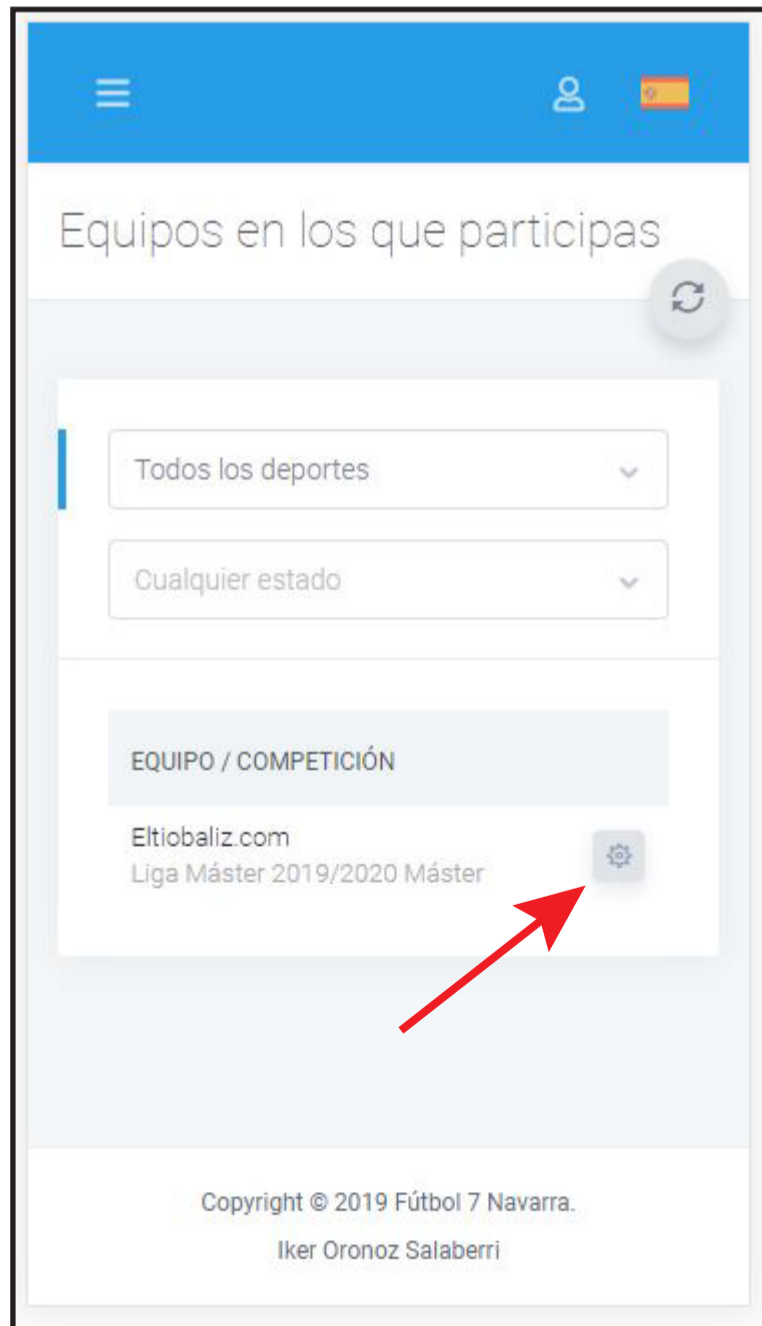 Equipos en los que participas
Todos los deportes
Cualquier estado
EQUIPO / COMPETICIÓN
Eltiobaliz.com
Liga Máster 2019/2020 Máster
Copyright © 2019 Fútbol 7 Navarra.
Iker Oronoz Salaberri